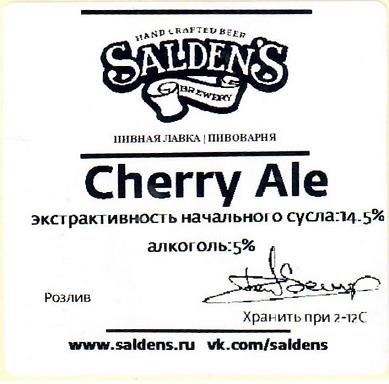 HAND CRAFTED BEER
SALDEN'S
BREWERY
ПИВНАЯ ЛАВКА | ПИВОВАРНЯ
Cherry Ale
экстрактивность начального сусла:14.5%
алкоголь:5%
Розлив
Хранить при 2-12С
www.saldens.ru vk.com/saldens